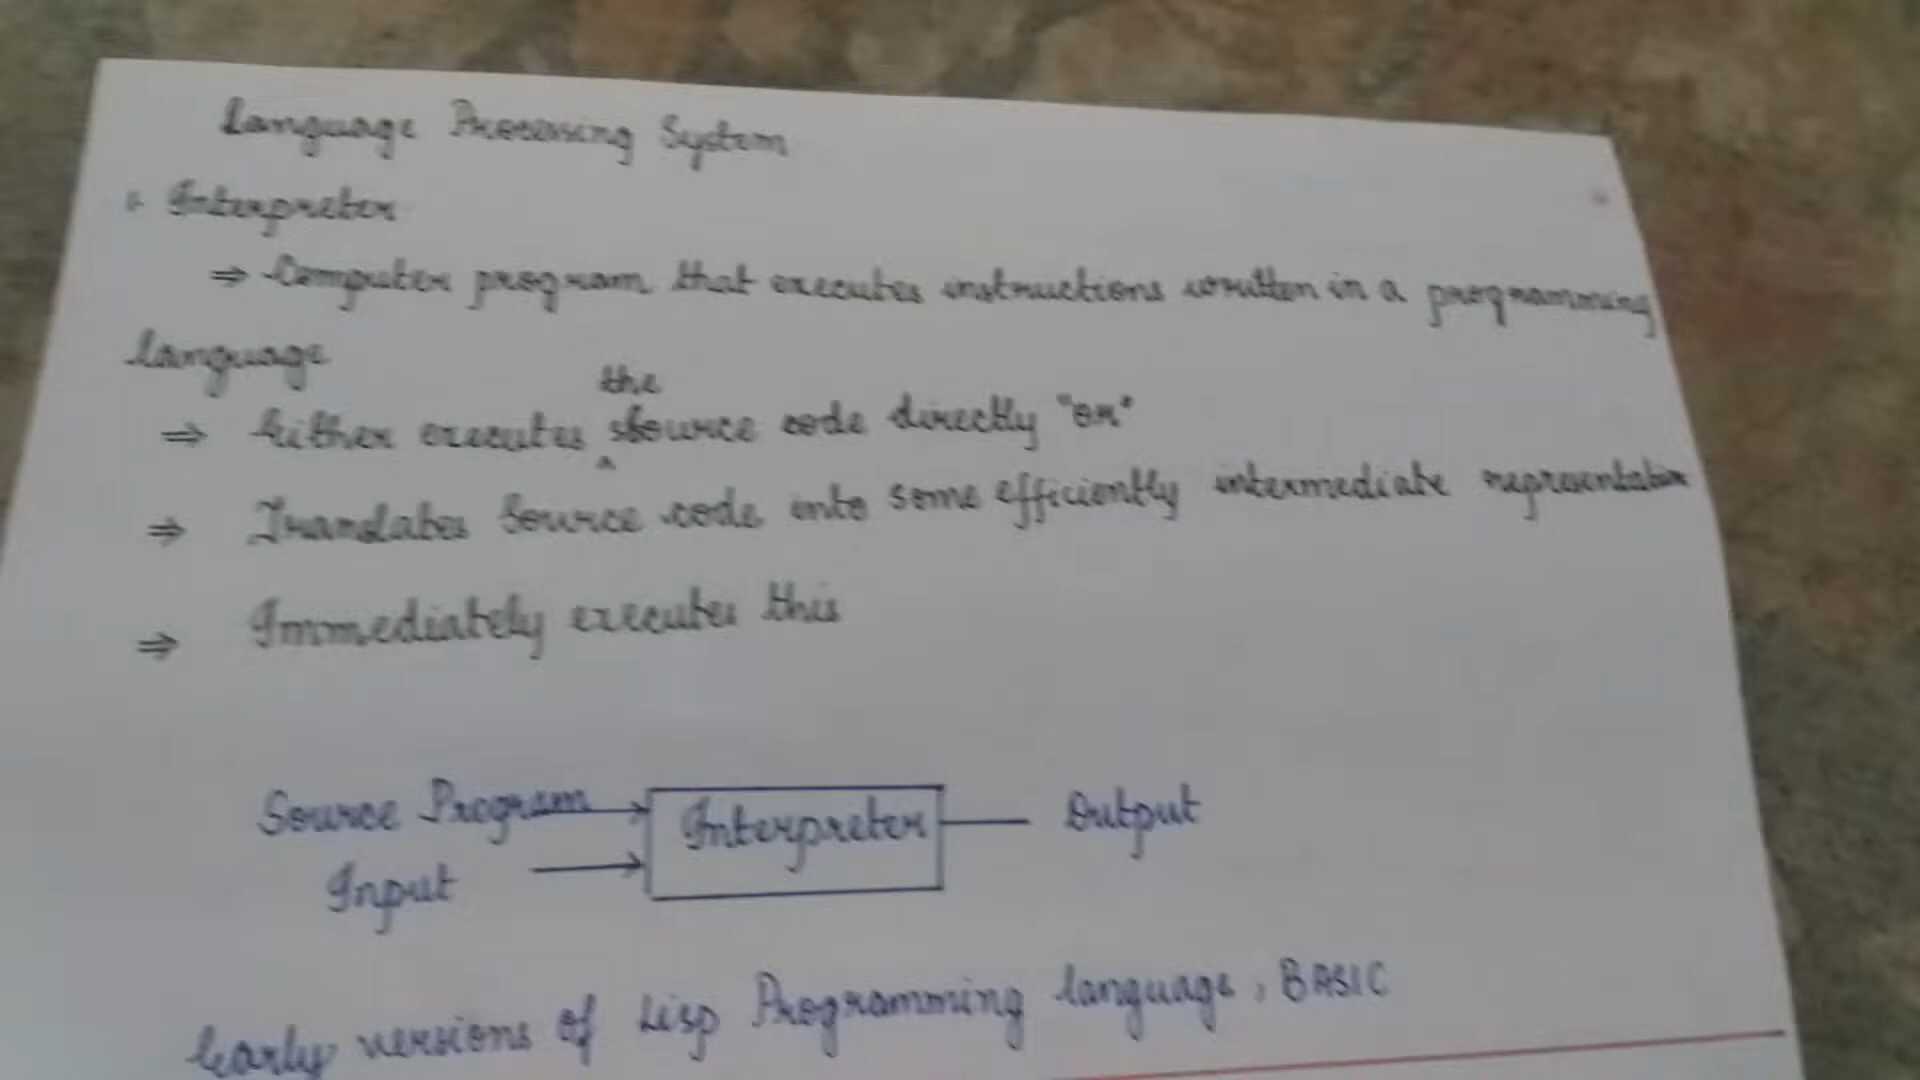 Language Processing System
Interpreter
⇒ Computer program that executes instructions written in a programming
language
the
⇒ Either executes ‸ source code directly "or"
⇒ Translates source code into some efficiently intermediate representation
⇒ Immediately executes this
Source Program → Interpreter — Output
Input →
Early versions of Lisp Programming language, BASIC